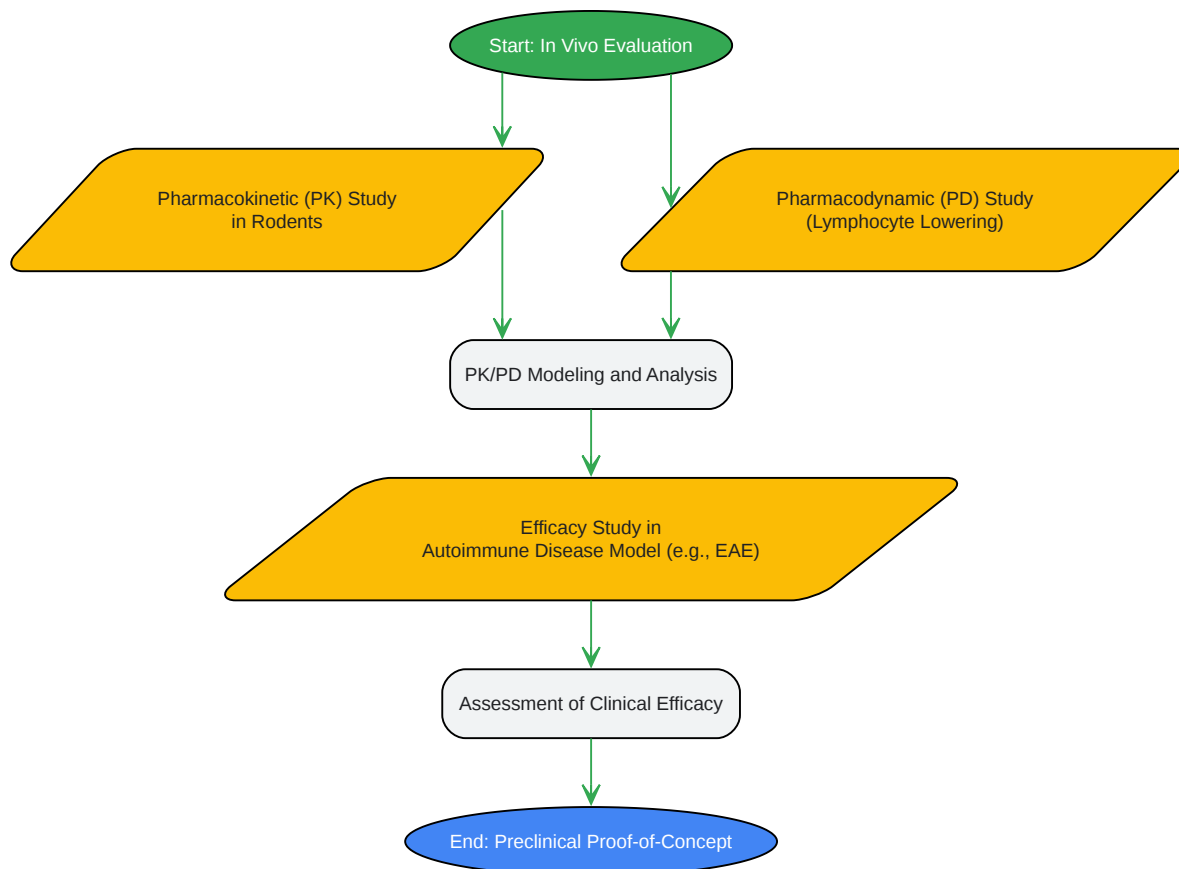 Start: In Vivo Evaluation
Pharmacokinetic (PK) Study
in Rodents
Pharmacodynamic (PD) Study
(Lymphocyte Lowering)
PK/PD Modeling and Analysis
Efficacy Study in
Autoimmune Disease Model (e.g., EAE)
Assessment of Clinical Efficacy
End: Preclinical Proof-of-Concept